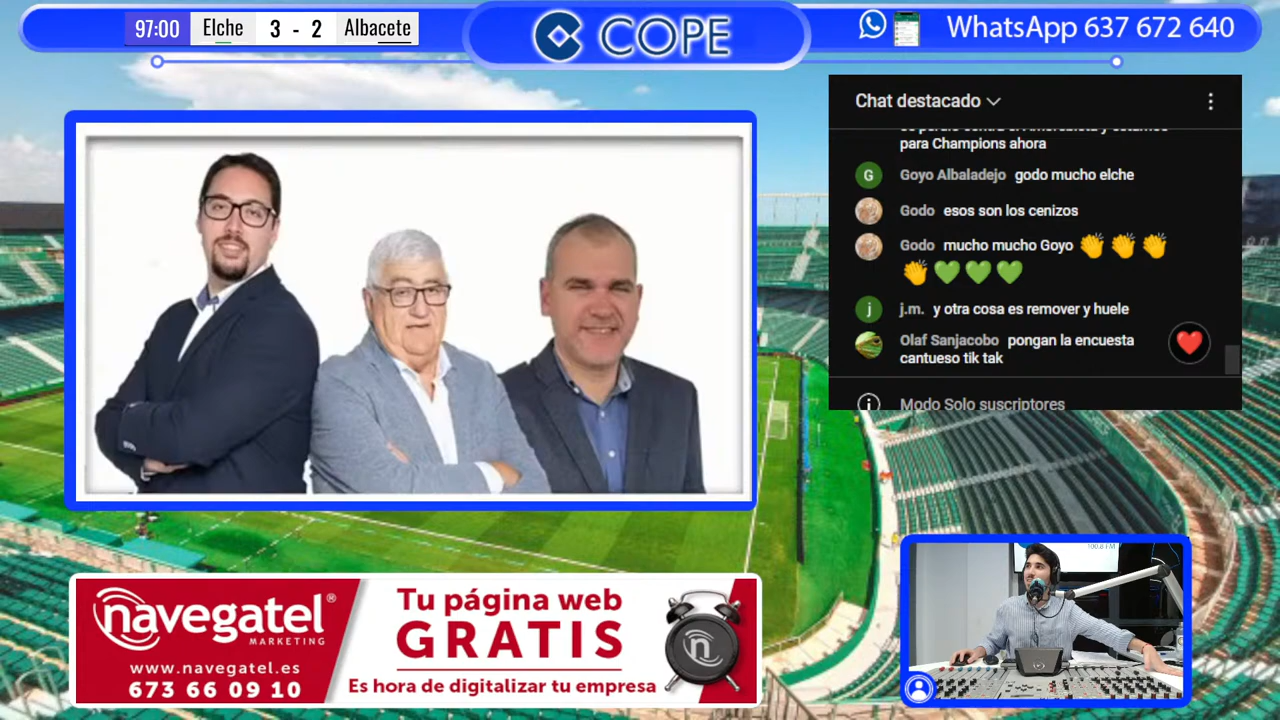 97:00 Elche 3 - 2 Albacete
COPE
WhatsApp 637 672 640
Chat destacado
para Champions ahora
G Goyo Albaladejo godo mucho elche
Godo esos son los cenizos
Godo mucho mucho Goyo 👏👏👏
👏💚💚💚
j j.m. y otra cosa es remover y huele
Olaf Sanjacobo pongan la encuesta
cantueso tik tak
Modo Solo suscriptores
navegatel®
MARKETING
www.navegatel.es
673 66 09 10
Tu página web
GRATIS
Es hora de digitalizar tu empresa
n
100.8 FM